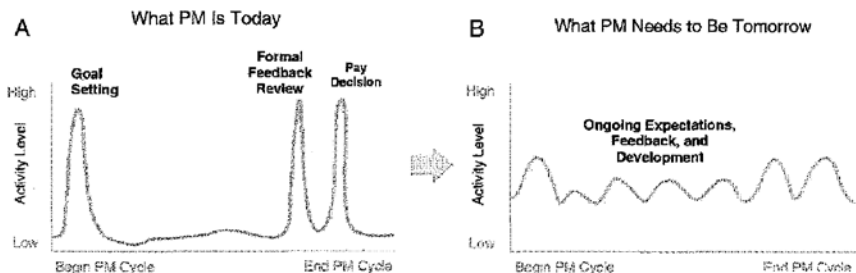 A
What PM Is Today
Goal
Setting
Formal
Feedback
Review
Pay
Decision
High
Activity Level
Low
Begin PM Cycle
End PM Cycle
B
What PM Needs to Be Tomorrow
High
Ongoing Expectations,
Feedback, and
Development
Activity Level
Low
Begin PM Cycle
End PM Cycle